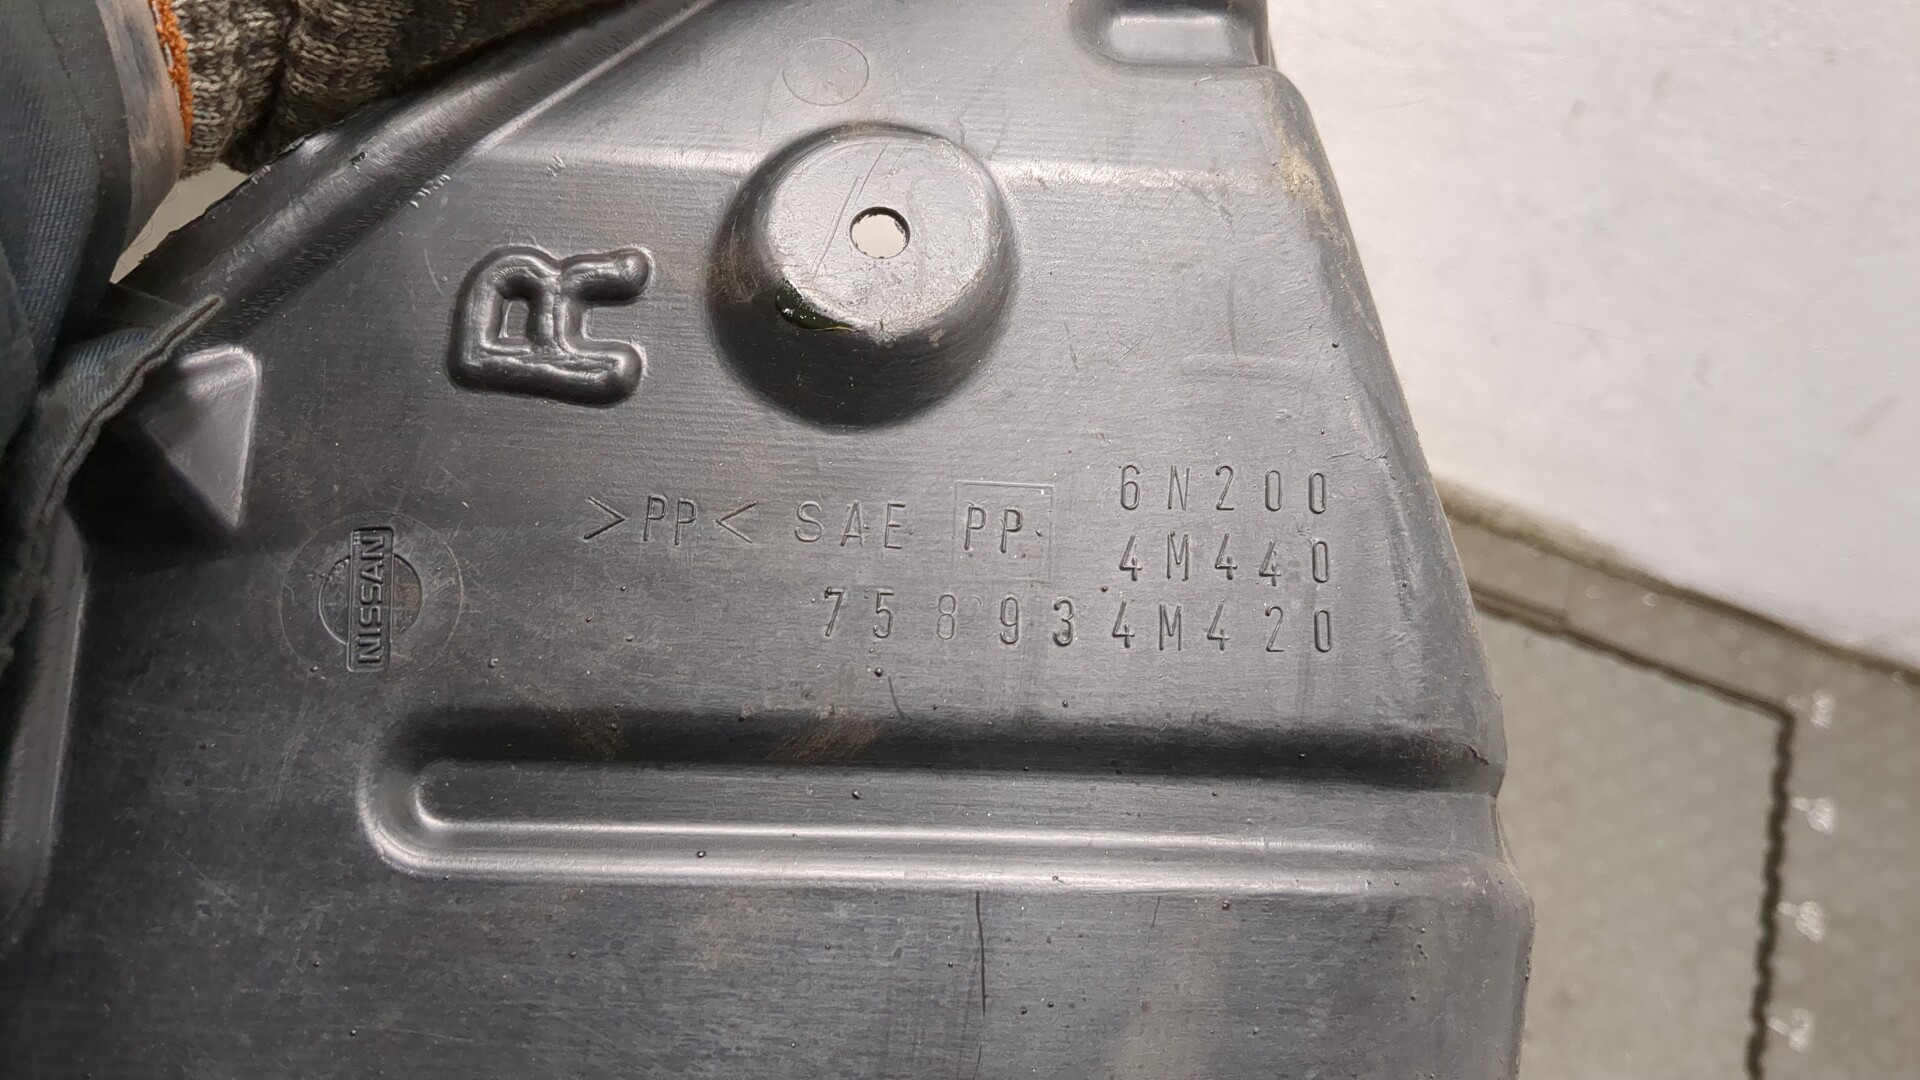 R
6N200
>PP< SAE PP
4M440
758934M420
NISSAN